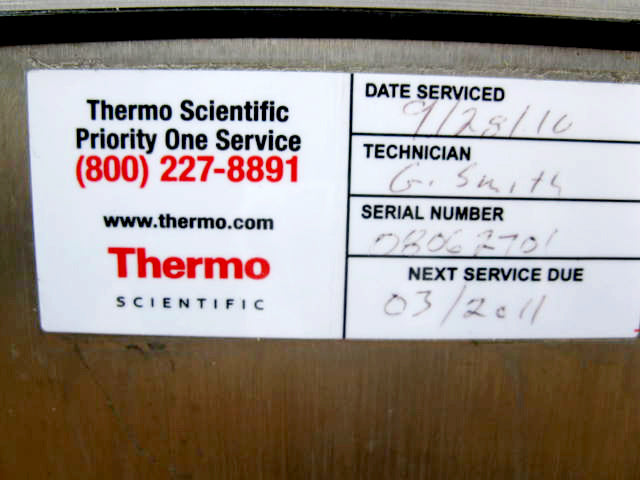 Thermo Scientific
Priority One Service
(800) 227-8891
www.thermo.com
Thermo
SCIENTIFIC
DATE SERVICED
9/28/10
TECHNICIAN
G. Smith
SERIAL NUMBER
NEXT SERVICE DUE
03/2011